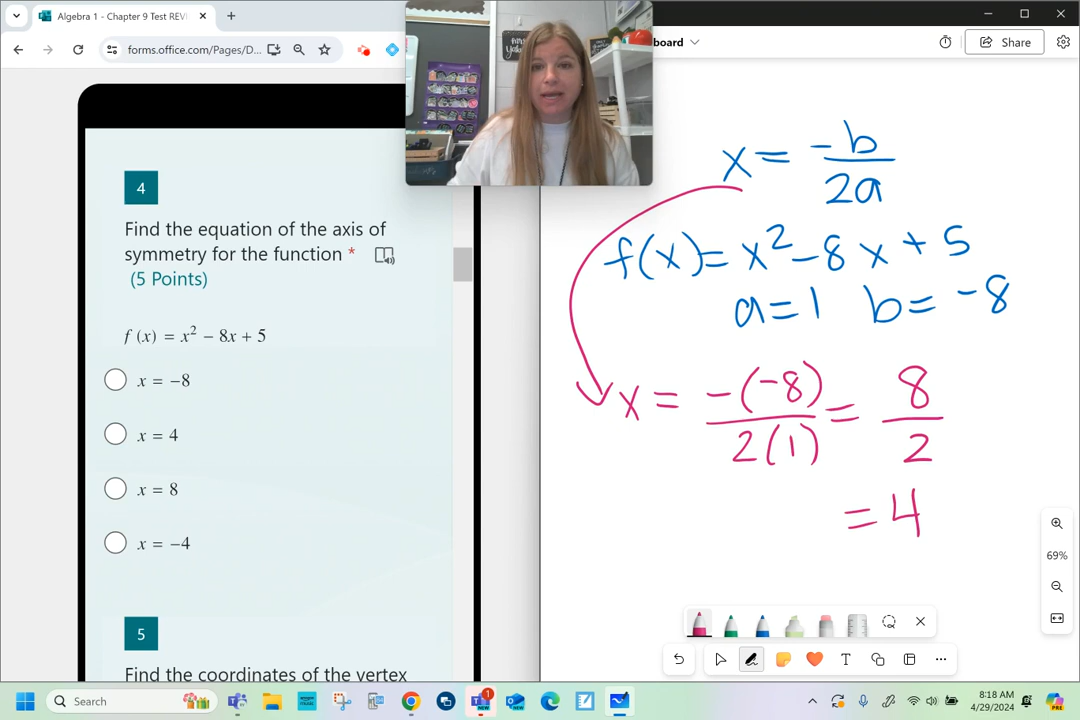 Algebra 1 - Chapter 9 Test REVI
forms.office.com/Pages/D...
board
Share
4
Find the equation of the axis of
symmetry for the function *
(5 Points)
f (x) = x² − 8x + 5
x = −8
x = 4
x = 8
x = −4
5
Find the coordinates of the vertex
x = -b/2a
f(x) = x² - 8x + 5
a = 1 b = -8
x = -(-8)/2(1) = 8/2
= 4
69%
Search
8:18 AM
4/29/2024